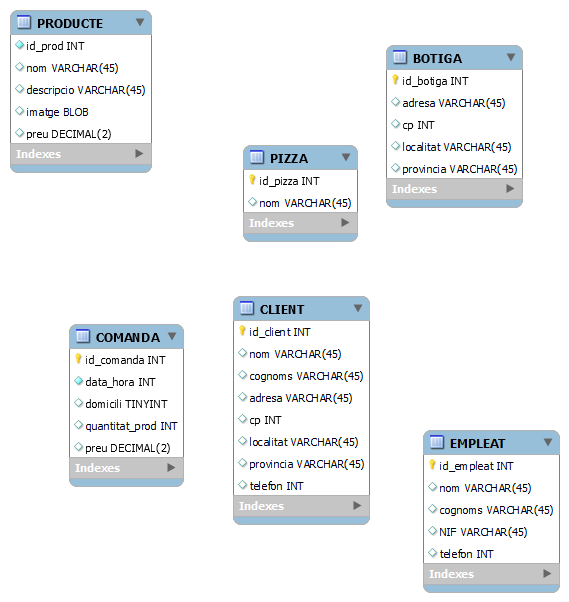 PRODUCTE
id_prod INT
nom VARCHAR(45)
descripcio VARCHAR(45)
imatge BLOB
preu DECIMAL(2)
Indexes
BOTIGA
id_botiga INT
adresa VARCHAR(45)
cp INT
localitat VARCHAR(45)
provincia VARCHAR(45)
Indexes
PIZZA
id_pizza INT
nom VARCHAR(45)
Indexes
COMANDA
id_comanda INT
data_hora INT
domicili TINYINT
quantitat_prod INT
preu DECIMAL(2)
Indexes
CLIENT
id_client INT
nom VARCHAR(45)
cognoms VARCHAR(45)
adresa VARCHAR(45)
cp INT
localitat VARCHAR(45)
provincia VARCHAR(45)
telefon INT
Indexes
EMPLEAT
id_empleat INT
nom VARCHAR(45)
cognoms VARCHAR(45)
NIF VARCHAR(45)
telefon INT
Indexes